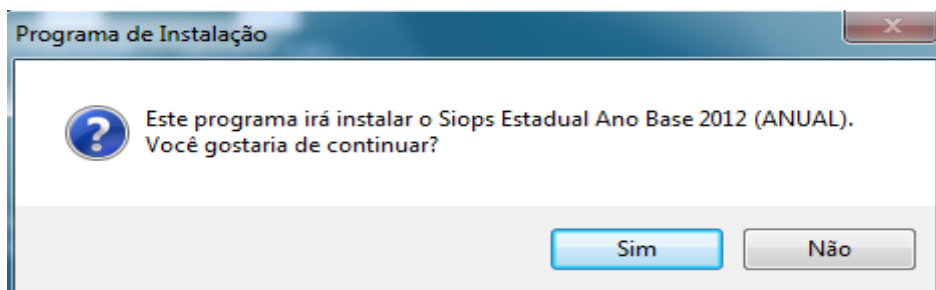 Programa de Instalação
Este programa irá instalar o Siops Estadual Ano Base 2012 (ANUAL).
Você gostaria de continuar?
Sim Não